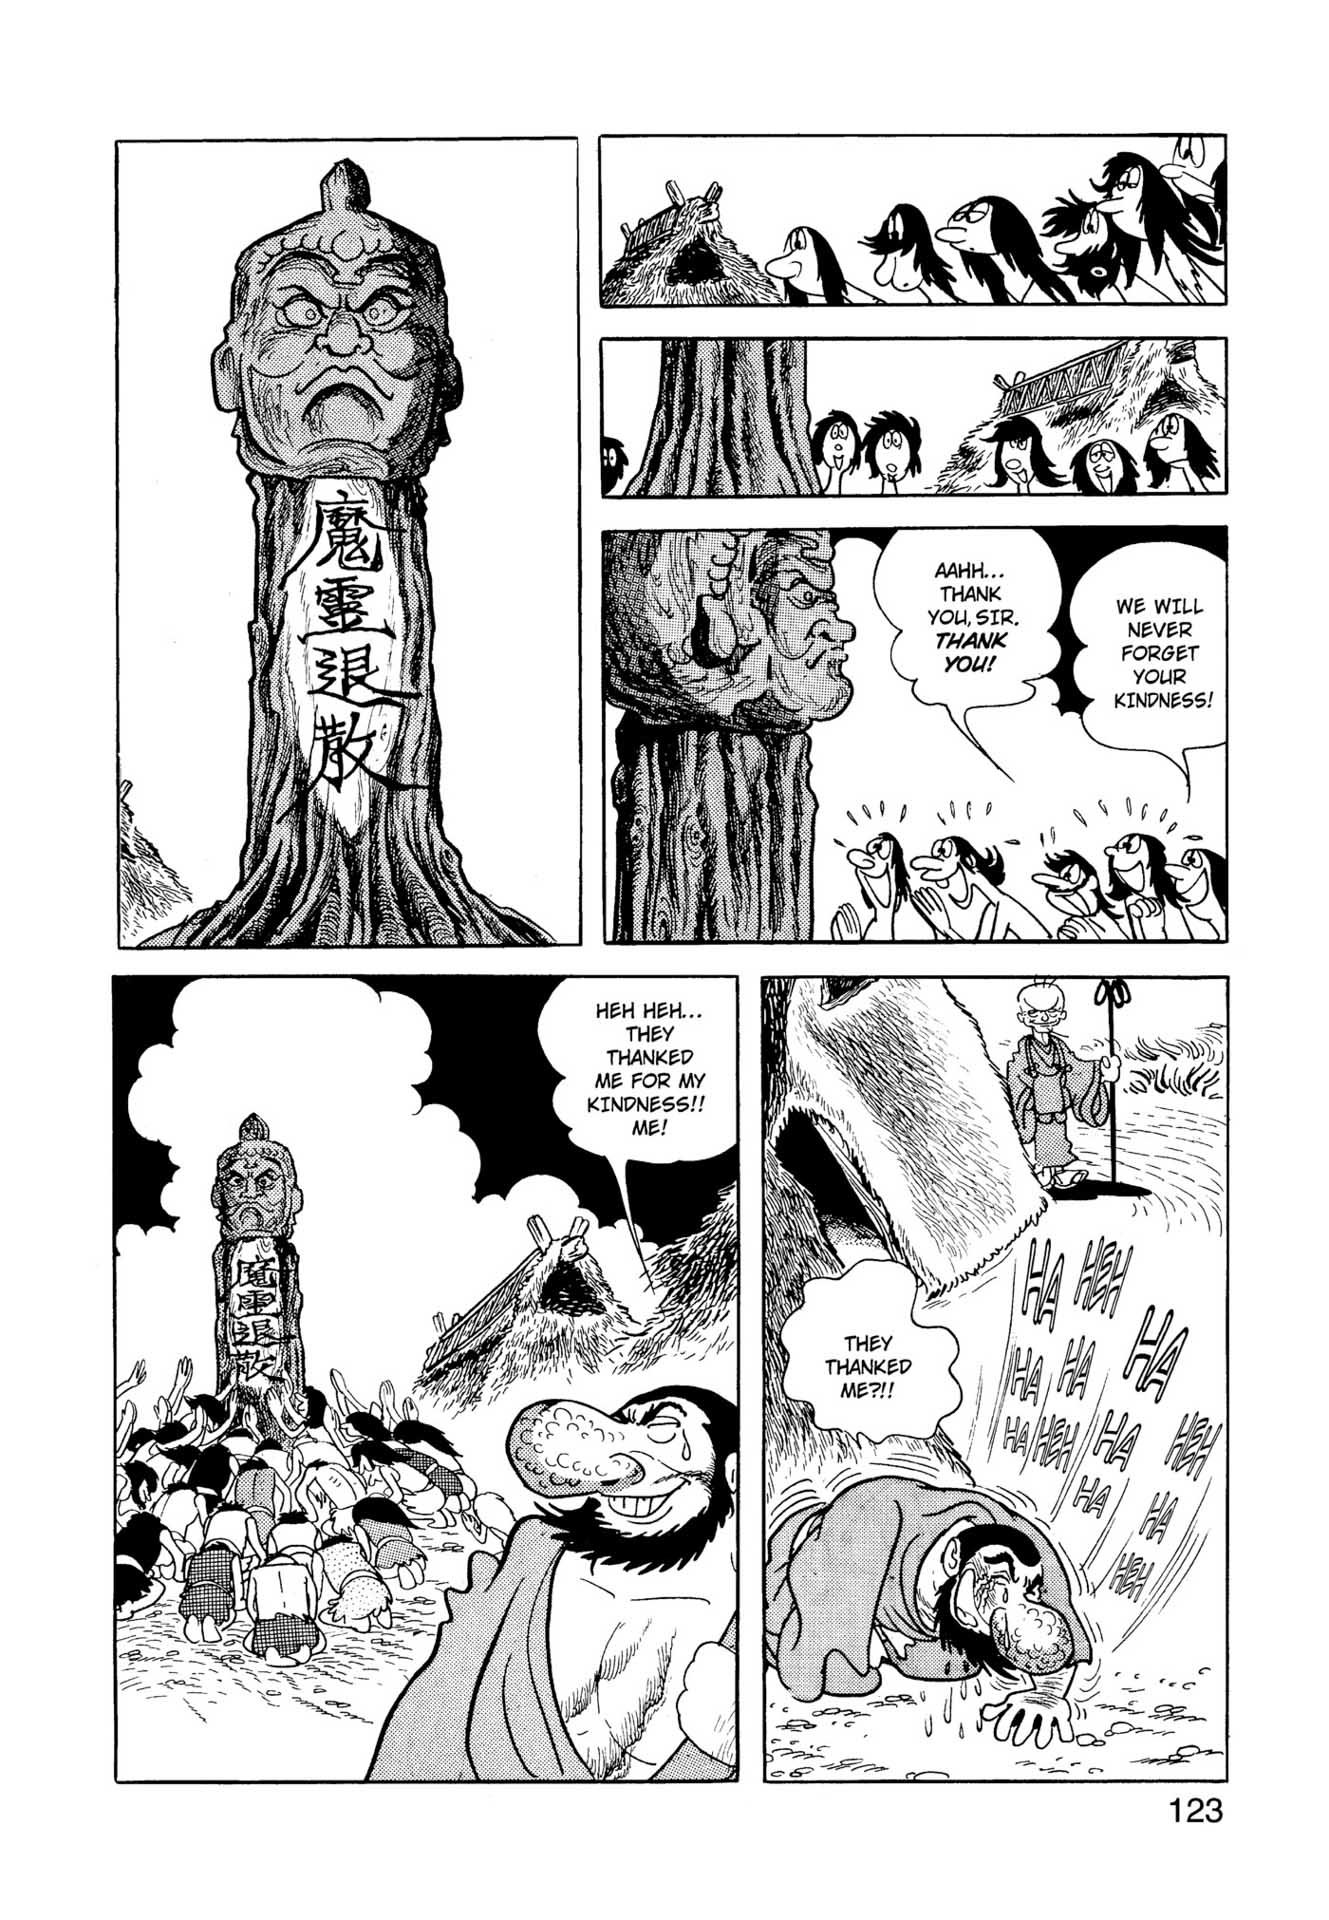 魔
霊
退
散
AAHH...
THANK
YOU, SIR.
THANK
YOU!
WE WILL
NEVER
FORGET
YOUR
KINDNESS!
HEH HEH...
THEY
THANKED
ME FOR MY
KINDNESS!!
ME!
魔
霊
退
散
THEY
THANKED
ME?!!
HA
HEH
HA
HA
HA
HA
HA
HEH
HA
HEH
HA
HA
HEH
123